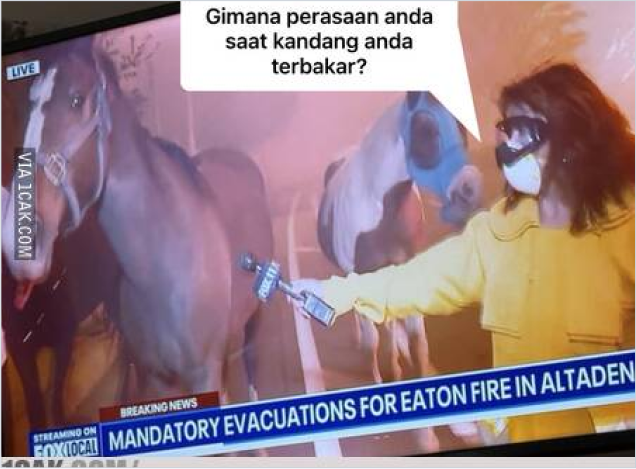 Gimana perasaan anda
saat kandang anda
terbakar?
LIVE
VIA 1CAK.COM
BREAKING NEWS
STREAMING ON
FOX LOCAL
MANDATORY EVACUATIONS FOR EATON FIRE IN ALTADEN